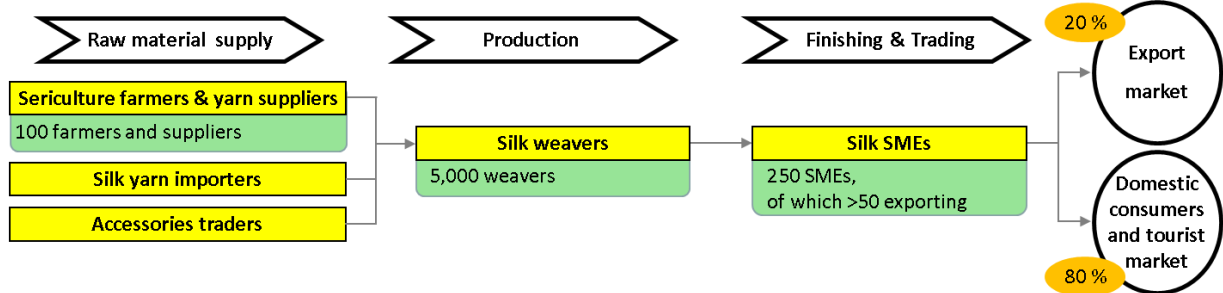 Raw material supply
Production
Finishing & Trading
20 %
Export
market
Sericulture farmers & yarn suppliers
100 farmers and suppliers
Silk yarn importers
Accessories traders
Silk weavers
5,000 weavers
Silk SMEs
250 SMEs,
of which >50 exporting
Domestic
consumers
and tourist
market
80 %